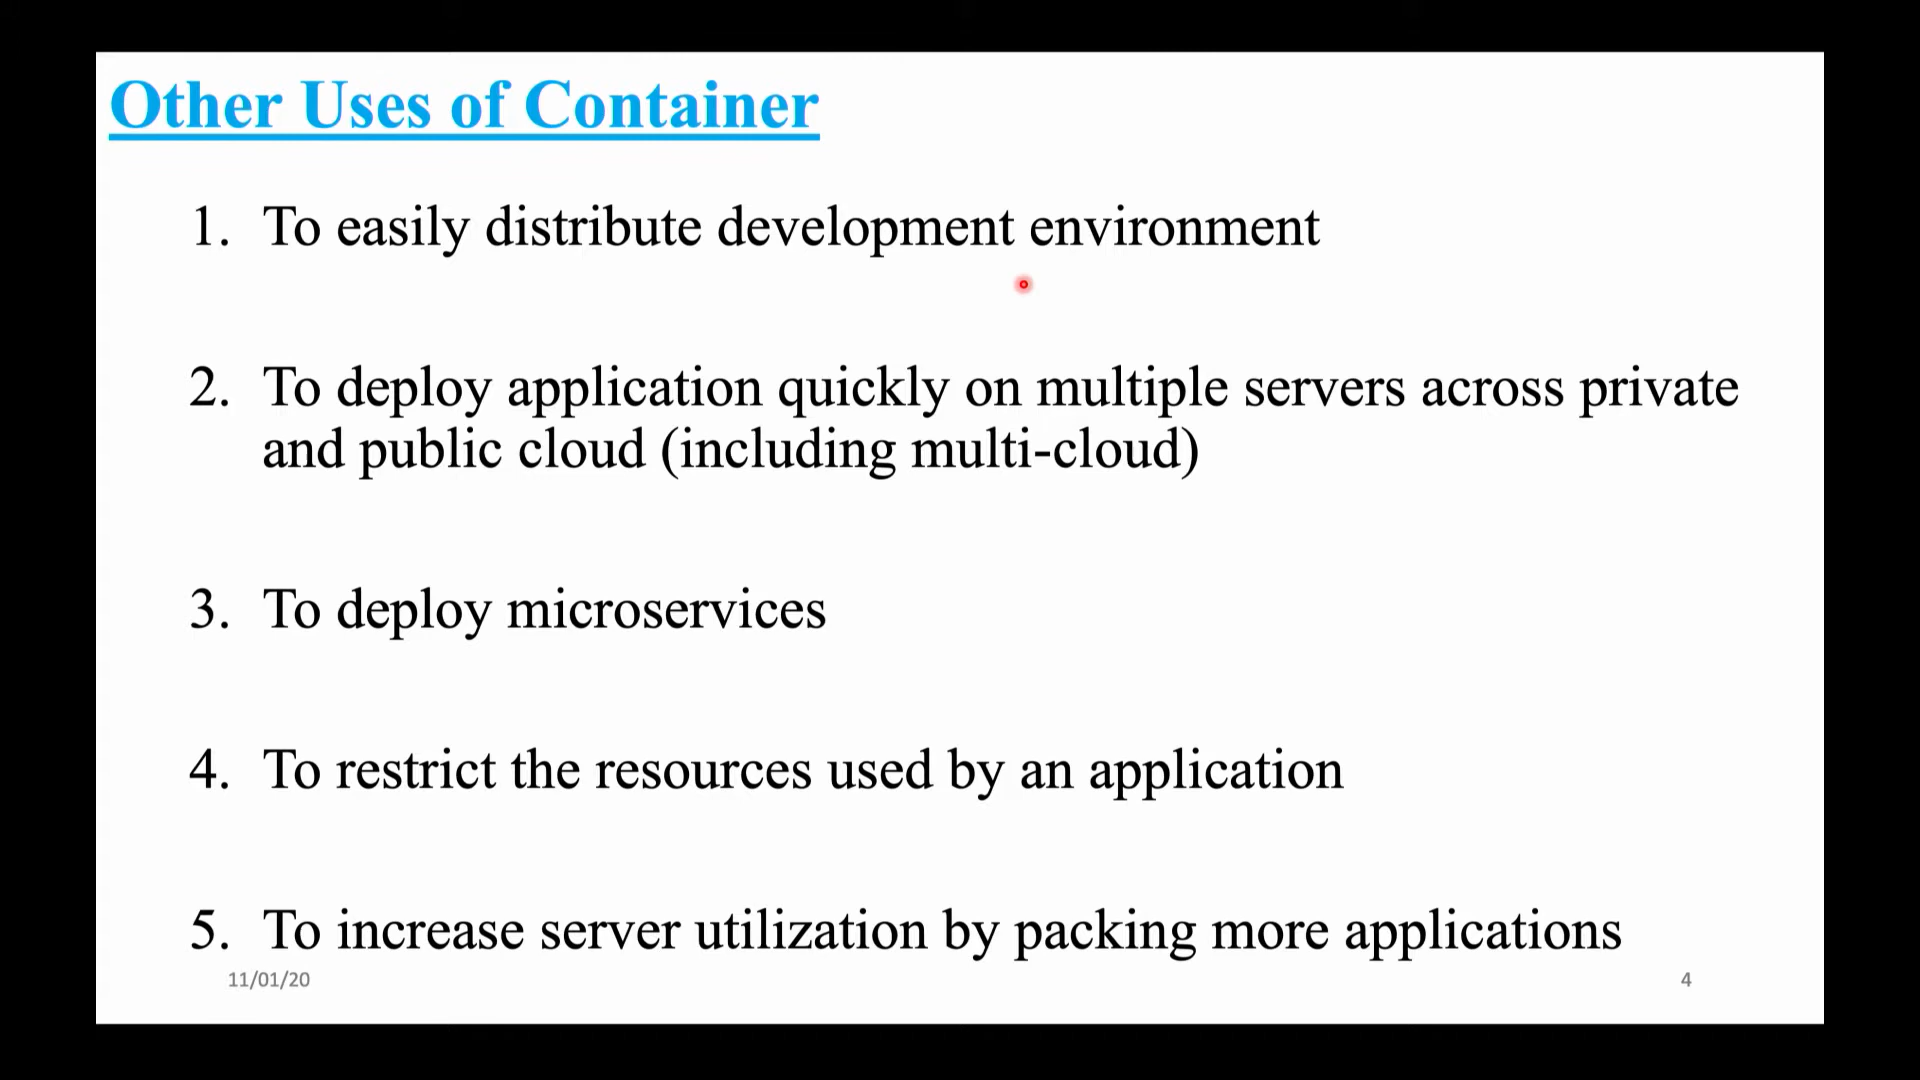 Other Uses of Container
1. To easily distribute development environment
2. To deploy application quickly on multiple servers across private
and public cloud (including multi-cloud)
3. To deploy microservices
4. To restrict the resources used by an application
5. To increase server utilization by packing more applications
11/01/20
4